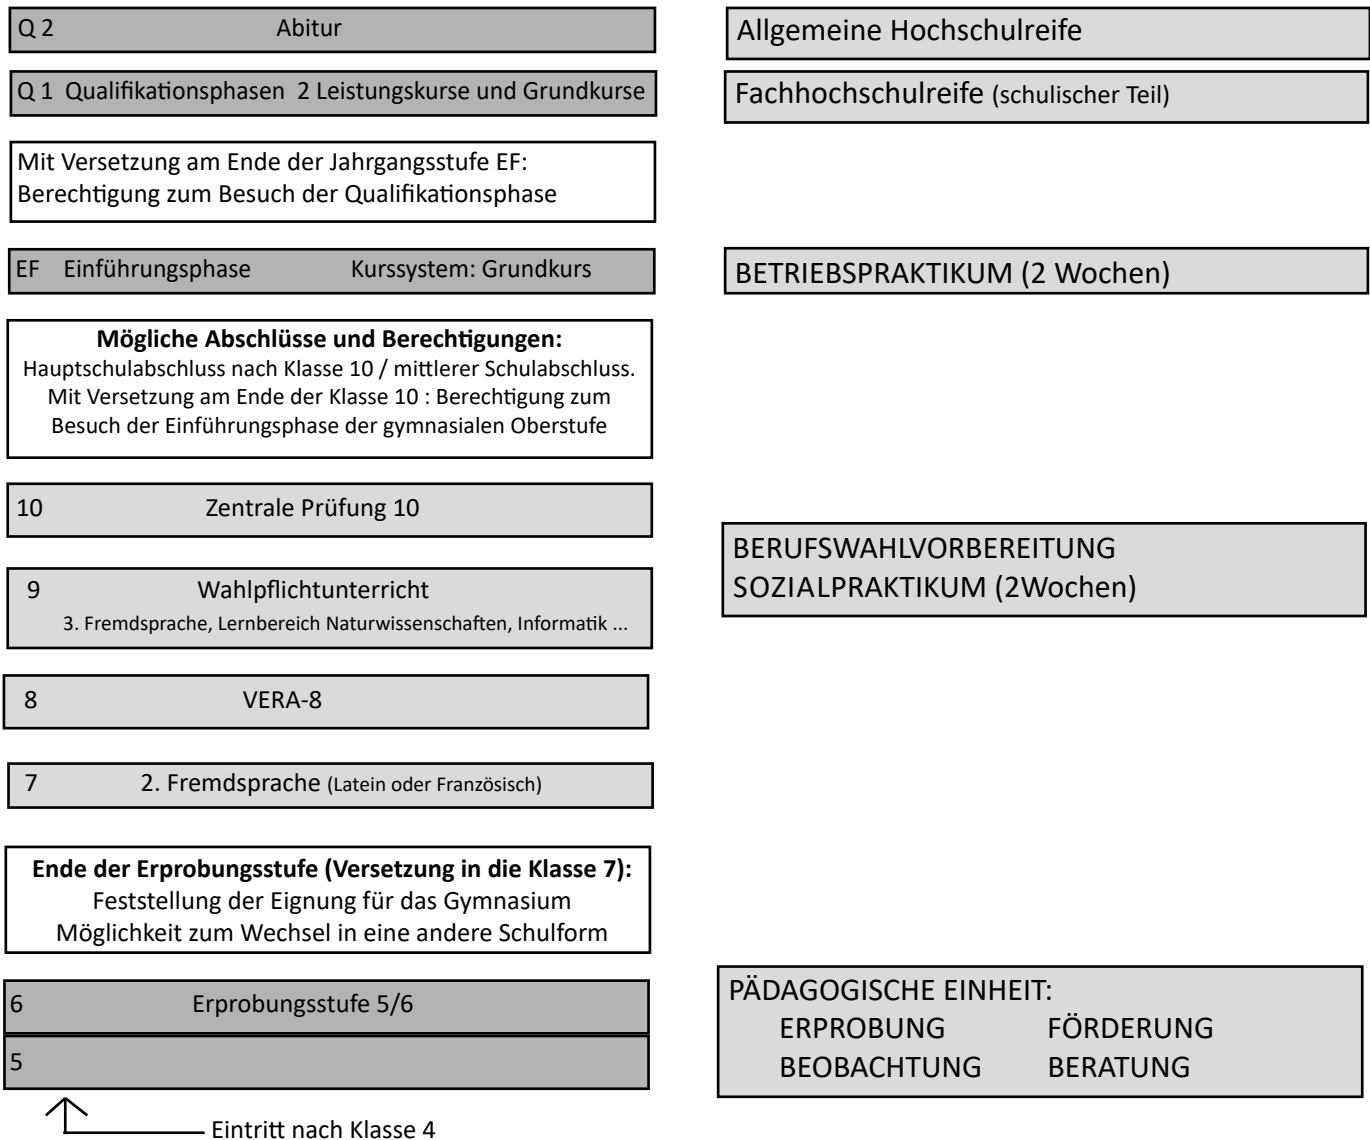 Q 2 Abitur
Allgemeine Hochschulreife
Q 1 Qualifikationsphasen 2 Leistungskurse und Grundkurse
Fachhochschulreife (schulischer Teil)
Mit Versetzung am Ende der Jahrgangsstufe EF:
Berechtigung zum Besuch der Qualifikationsphase
EF Einführungsphase Kurssystem: Grundkurs
BETRIEBSPRAKTIKUM (2 Wochen)
Mögliche Abschlüsse und Berechtigungen:
Hauptschulabschluss nach Klasse 10 / mittlerer Schulabschluss.
Mit Versetzung am Ende der Klasse 10 : Berechtigung zum
Besuch der Einführungsphase der gymnasialen Oberstufe
10 Zentrale Prüfung 10
BERUFSWAHLVORBEREITUNG
SOZIALPRAKTIKUM (2Wochen)
9 Wahlpflichtunterricht
3. Fremdsprache, Lernbereich Naturwissenschaften, Informatik ...
8 VERA-8
7 2. Fremdsprache (Latein oder Französisch)
Ende der Erprobungsstufe (Versetzung in die Klasse 7):
Feststellung der Eignung für das Gymnasium
Möglichkeit zum Wechsel in eine andere Schulform
6 Erprobungsstufe 5/6
5
PÄDAGOGISCHE EINHEIT:
ERPROBUNG FÖRDERUNG
BEOBACHTUNG BERATUNG
Eintritt nach Klasse 4